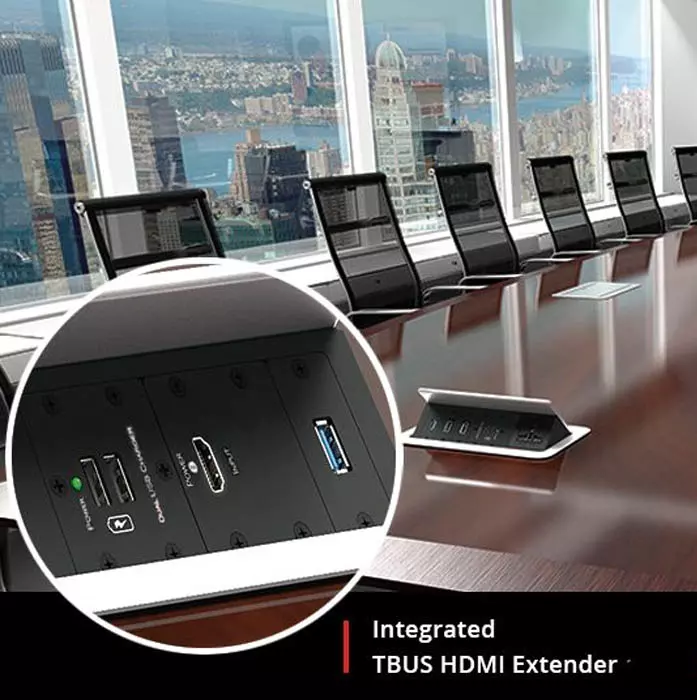 POWER
DUAL USB CHARGER
POWER
INPUT
Integrated
TBUS HDMI Extender